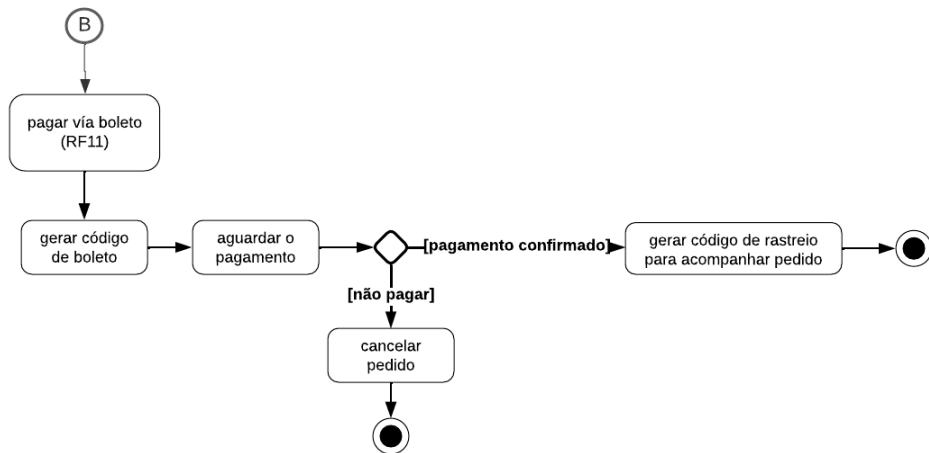 B
pagar vía boleto
(RF11)
gerar código
de boleto
aguardar o
pagamento
[pagamento confirmado]
gerar código de rastreio
para acompanhar pedido
[não pagar]
cancelar
pedido